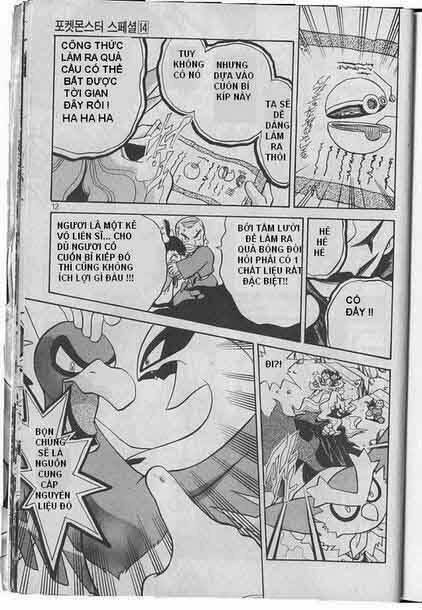 포켓몬스터 스페셜 14
CÔNG THỨC
LÀM RA QUẢ
CẦU CÓ THỂ
BẮT ĐƯỢC
TỜI GIAN
ĐÂY RỒI !
HA HA HA
TUY
KHÔNG
CÓ NÓ
NHƯNG
DỰA VÀO
CUỐN BÍ
KÍP NÀY
TA SẼ
DỄ
DÀNG
LÀM RA
THÔI
12
NGƯƠI LÀ MỘT KẺ
VÔ LIÊN SỈ... CHO
DÙ NGƯƠI CÓ
CUỐN BÍ KIẾP ĐÓ
THÌ CŨNG KHÔNG
ÍCH LỢI GÌ ĐÂU !!!
BỞI TẤM LƯỚI
ĐỂ LÀM RA
QUẢ BÓNG ĐÒI
HỎI PHẢI CÓ 1
CHẤT LIỆU RẤT
ĐẶC BIỆT!!
HÊ
HÊ
HÊ
CÓ
ĐÂY !!
ĐI?!
BỌN
CHÚNG
SẼ LÀ
NGUỒN
CUNG
CẤP
NGUYÊN
LIỆU ĐÓ